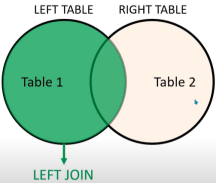 LEFT TABLE RIGHT TABLE
Table 1 Table 2
LEFT JOIN